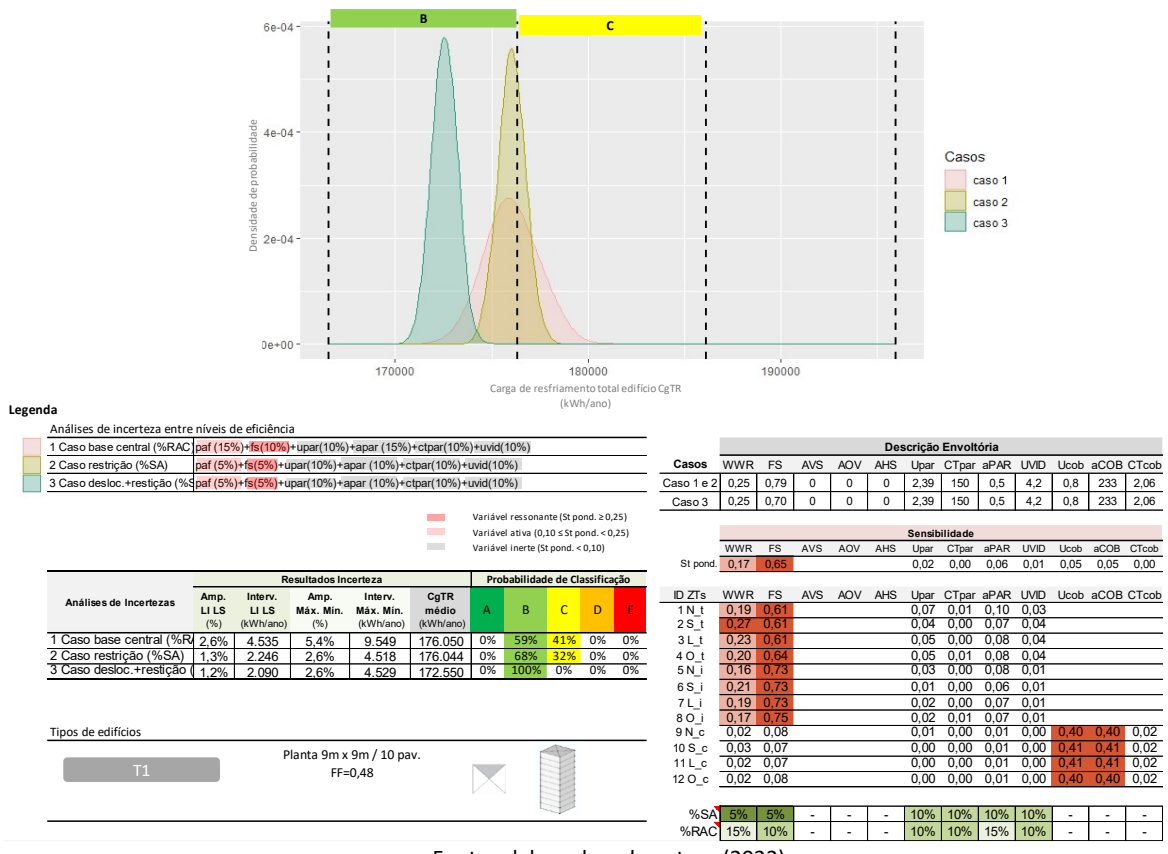 B
C
6e-04
4e-04
2e-04
0e+00
Densidade de probabilidade
170000 180000 190000
Carga de resfriamento total edifício CgTR
(kWh/ano)
Casos
caso 1
caso 2
caso 3
Legenda
Análises de incerteza entre níveis de eficiência
1 Caso base central (%RAC) paf (15%)+fs(10%)+upar(10%)+apar (15%)+ctpar(10%)+uvid(10%)
2 Caso restrição (%SA) paf (5%)+fs(5%)+upar(10%)+apar (10%)+ctpar(10%)+uvid(10%)
3 Caso desloc.+restição (%S paf (5%)+fs(5%)+upar(10%)+apar (10%)+ctpar(10%)+uvid(10%)
Variável ressonante (St pond. ≥ 0,25)
Variável ativa (0,10 ≤ St pond. < 0,25)
Variável inerte (St pond. < 0,10)
Descrição Envoltória
Casos WWR FS AVS AOV AHS Upar CTpar aPAR UVID Ucob aCOB CTcob
Caso 1 e 2 0,25 0,79 0 0 0 2,39 150 0,5 4,2 0,8 233 2,06
Caso 3 0,25 0,70 0 0 0 2,39 150 0,5 4,2 0,8 233 2,06
Sensibilidade
WWR FS AVS AOV AHS Upar CTpar aPAR UVID Ucob aCOB CTcob
St pond. 0,17 0,65 0,02 0,00 0,06 0,01 0,05 0,05 0,00
ID ZTs WWR FS AVS AOV AHS Upar CTpar aPAR UVID Ucob aCOB CTcob
1 N_t 0,19 0,61 0,07 0,01 0,10 0,03
2 S_t 0,27 0,61 0,04 0,00 0,07 0,04
3 L_t 0,23 0,61 0,05 0,00 0,08 0,04
4 O_t 0,20 0,64 0,05 0,01 0,08 0,04
5 N_i 0,16 0,73 0,03 0,00 0,08 0,01
6 S_i 0,21 0,73 0,01 0,00 0,06 0,01
7 L_i 0,19 0,73 0,02 0,00 0,07 0,01
8 O_i 0,17 0,75 0,02 0,01 0,07 0,01
9 N_c 0,02 0,08 0,01 0,00 0,01 0,00 0,40 0,40 0,02
10 S_c 0,03 0,07 0,00 0,00 0,01 0,00 0,41 0,41 0,02
11 L_c 0,02 0,07 0,00 0,00 0,01 0,00 0,41 0,41 0,02
12 O_c 0,02 0,08 0,00 0,01 0,01 0,00 0,40 0,40 0,02
%SA 5% 5% - - - 10% 10% 10% 10% - - -
%RAC 15% 10% - - - 10% 10% 15% 10% - - -
Análises de Incertezas Resultados Incerteza Probabilidade de Classificação
Amp. LI LS (%) Interv. LI LS (kWh/ano) Amp. Máx. Min. (%) Interv. Máx. Min. (kWh/ano) CgTR médio (kWh/ano) A B C D E
1 Caso base central (%R 2,6% 4.535 5,4% 9.549 176.050 0% 59% 41% 0% 0%
2 Caso restrição (%SA) 1,3% 2.246 2,6% 4.518 176.044 0% 68% 32% 0% 0%
3 Caso desloc.+restição ( 1,2% 2.090 2,6% 4.529 172.550 0% 100% 0% 0% 0%
Tipos de edifícios
T1
Planta 9m x 9m / 10 pav.
FF=0,48